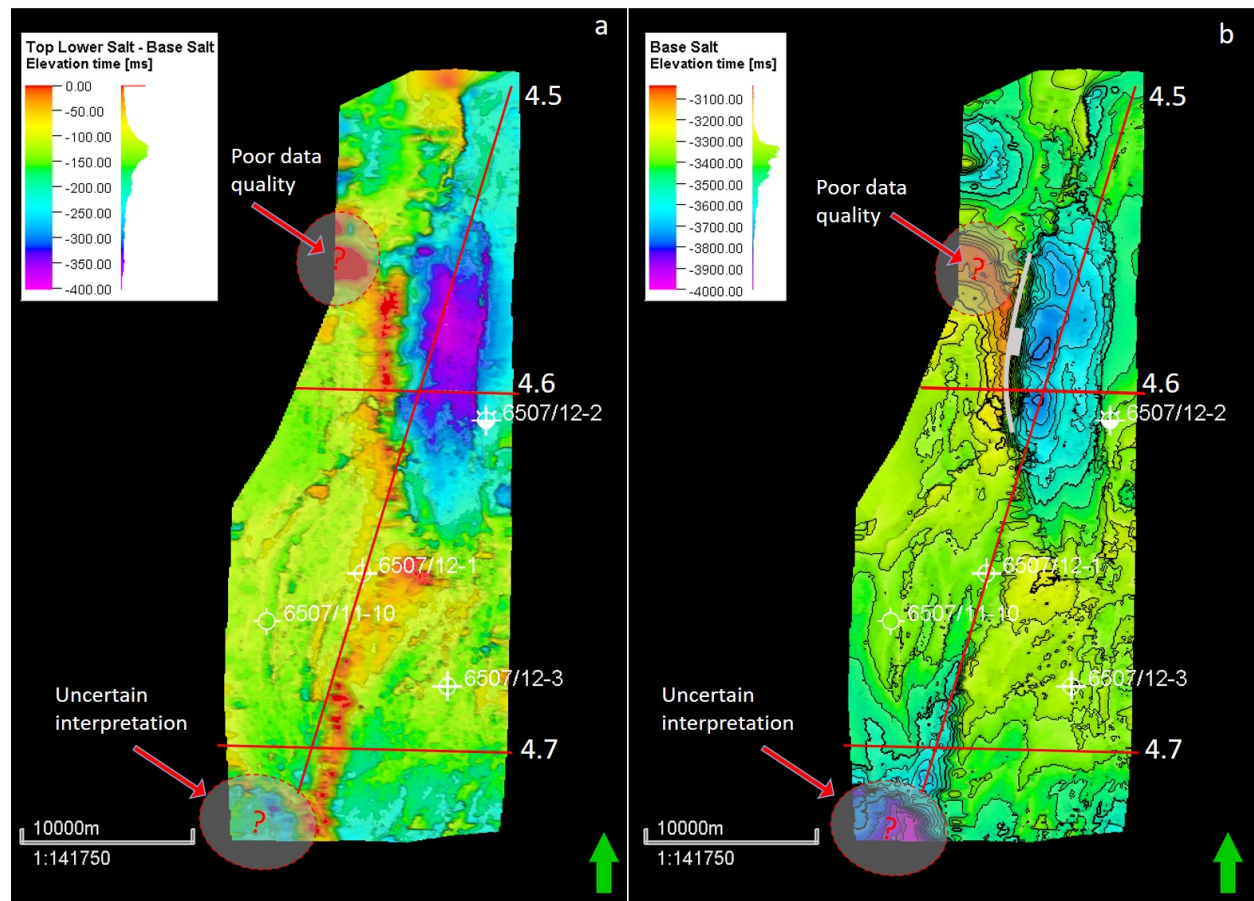 a
Top Lower Salt - Base Salt
Elevation time [ms]
0.00
-50.00
-100.00
-150.00
-200.00
-250.00
-300.00
-350.00
-400.00
4.5
Poor data
quality
?
4.6
6507/12-2
6507/12-1
6507/11-10
6507/12-3
Uncertain
interpretation
4.7
?
10000m
1:141750
b
Base Salt
Elevation time [ms]
-3100.00
-3200.00
-3300.00
-3400.00
-3500.00
-3600.00
-3700.00
-3800.00
-3900.00
-4000.00
4.5
Poor data
quality
?
4.6
6507/12-2
6507/12-1
6507/11-10
6507/12-3
Uncertain
interpretation
4.7
?
10000m
1:141750